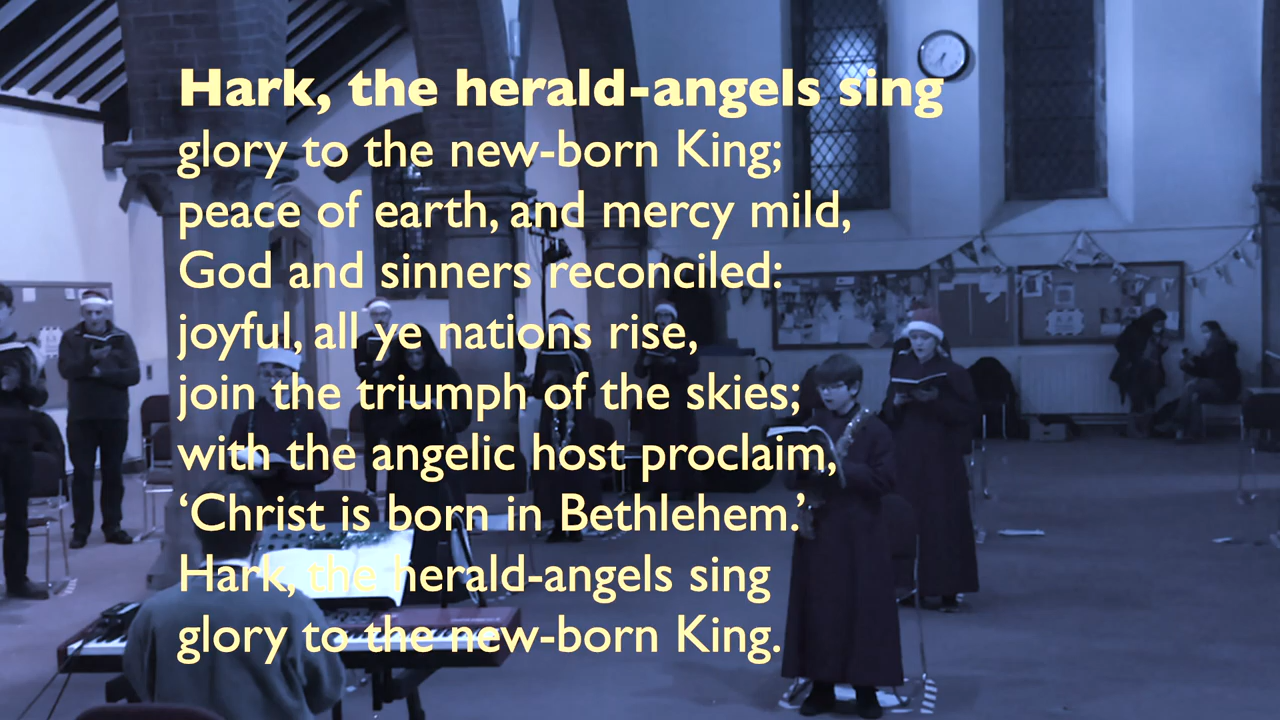 Hark, the herald-angels sing
glory to the new-born King;
peace of earth, and mercy mild,
God and sinners reconciled:
joyful, all ye nations rise,
join the triumph of the skies;
with the angelic host proclaim,
‘Christ is born in Bethlehem.’
Hark, the herald-angels sing
glory to the new-born King.